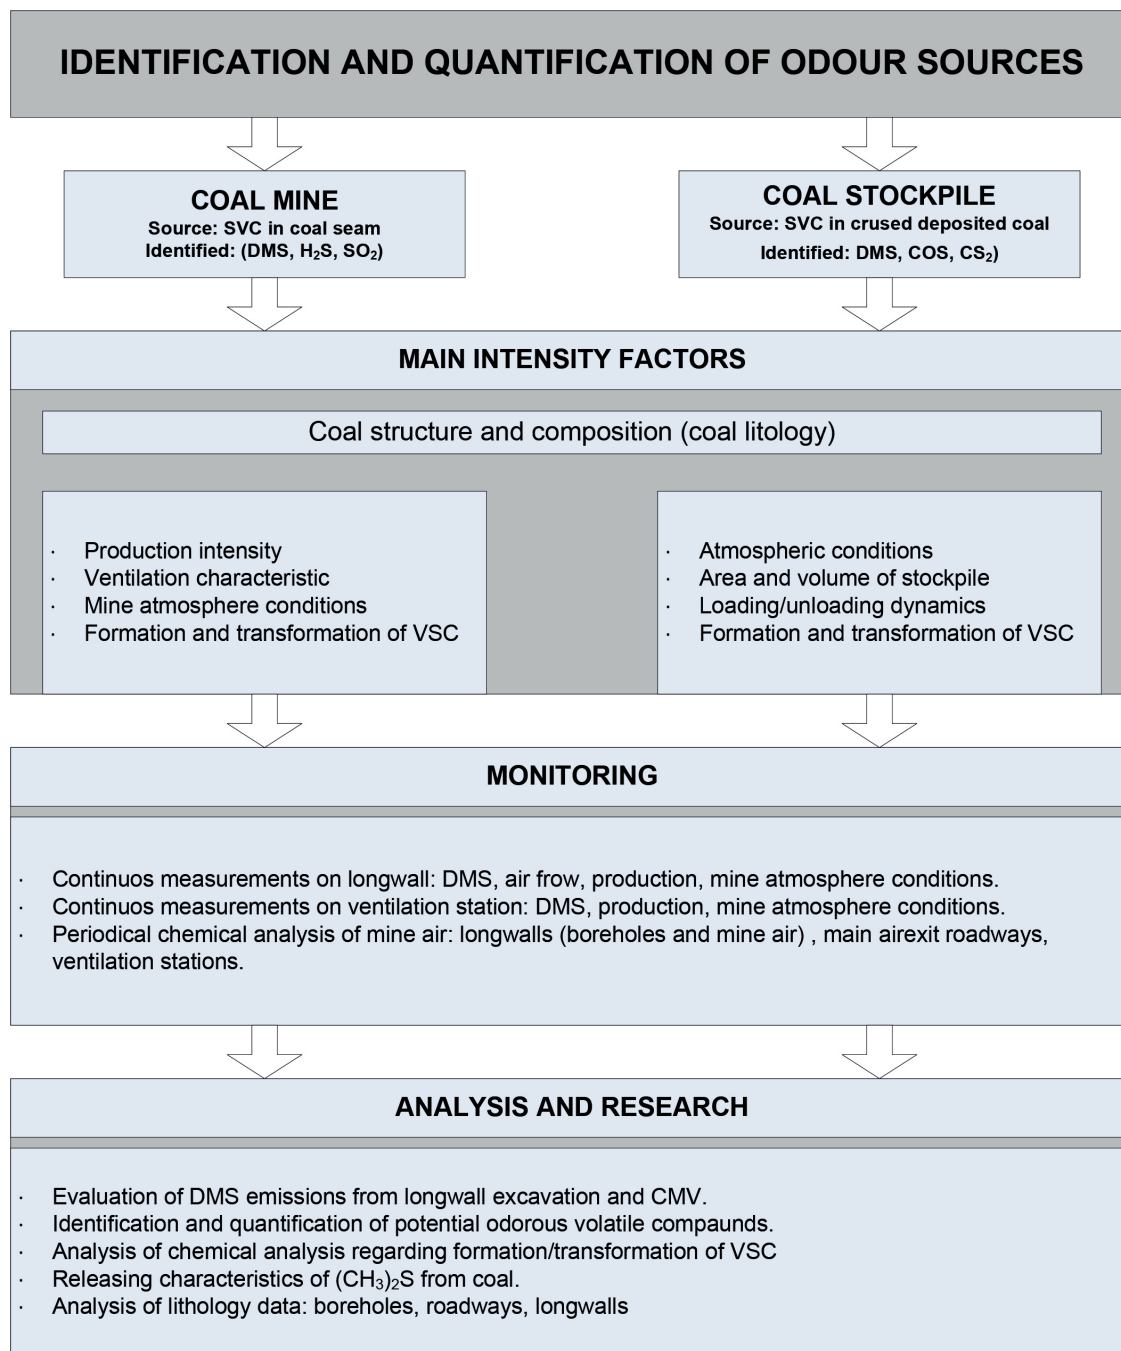 IDENTIFICATION AND QUANTIFICATION OF ODOUR SOURCES
COAL MINE
Source: SVC in coal seam
Identified: (DMS, H₂S, SO₂)
COAL STOCKPILE
Source: SVC in crused deposited coal
Identified: DMS, COS, CS₂)
MAIN INTENSITY FACTORS
Coal structure and composition (coal litology)
· Production intensity
· Ventilation characteristic
· Mine atmosphere conditions
· Formation and transformation of VSC
· Atmospheric conditions
· Area and volume of stockpile
· Loading/unloading dynamics
· Formation and transformation of VSC
MONITORING
· Continuos measurements on longwall: DMS, air frow, production, mine atmosphere conditions.
· Continuos measurements on ventilation station: DMS, production, mine atmosphere conditions.
· Periodical chemical analysis of mine air: longwalls (boreholes and mine air) , main airexit roadways,
ventilation stations.
ANALYSIS AND RESEARCH
· Evaluation of DMS emissions from longwall excavation and CMV.
· Identification and quantification of potential odorous volatile compaunds.
· Analysis of chemical analysis regarding formation/transformation of VSC
· Releasing characteristics of (CH₃)₂S from coal.
· Analysis of lithology data: boreholes, roadways, longwalls